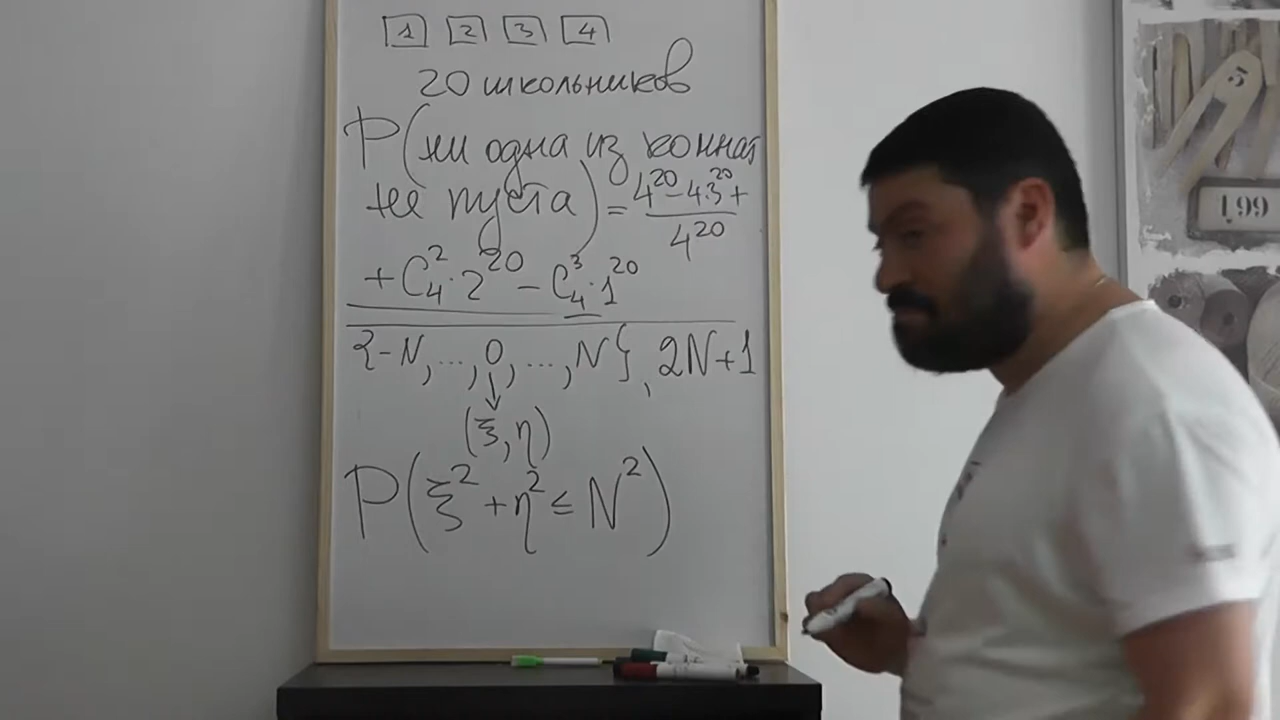 1 2 3 4
20 школьников
P(ни одна из комнат
не пуста) = (4^20 - 4·3^20 +
4^20
+ C_4^2 · 2^20 - C_4^3 · 1^20
{-N, ..., 0, ..., N}, 2N+1
↓
(ξ, η)
P(ξ^2 + η^2 ≤ N^2)
5
1,99